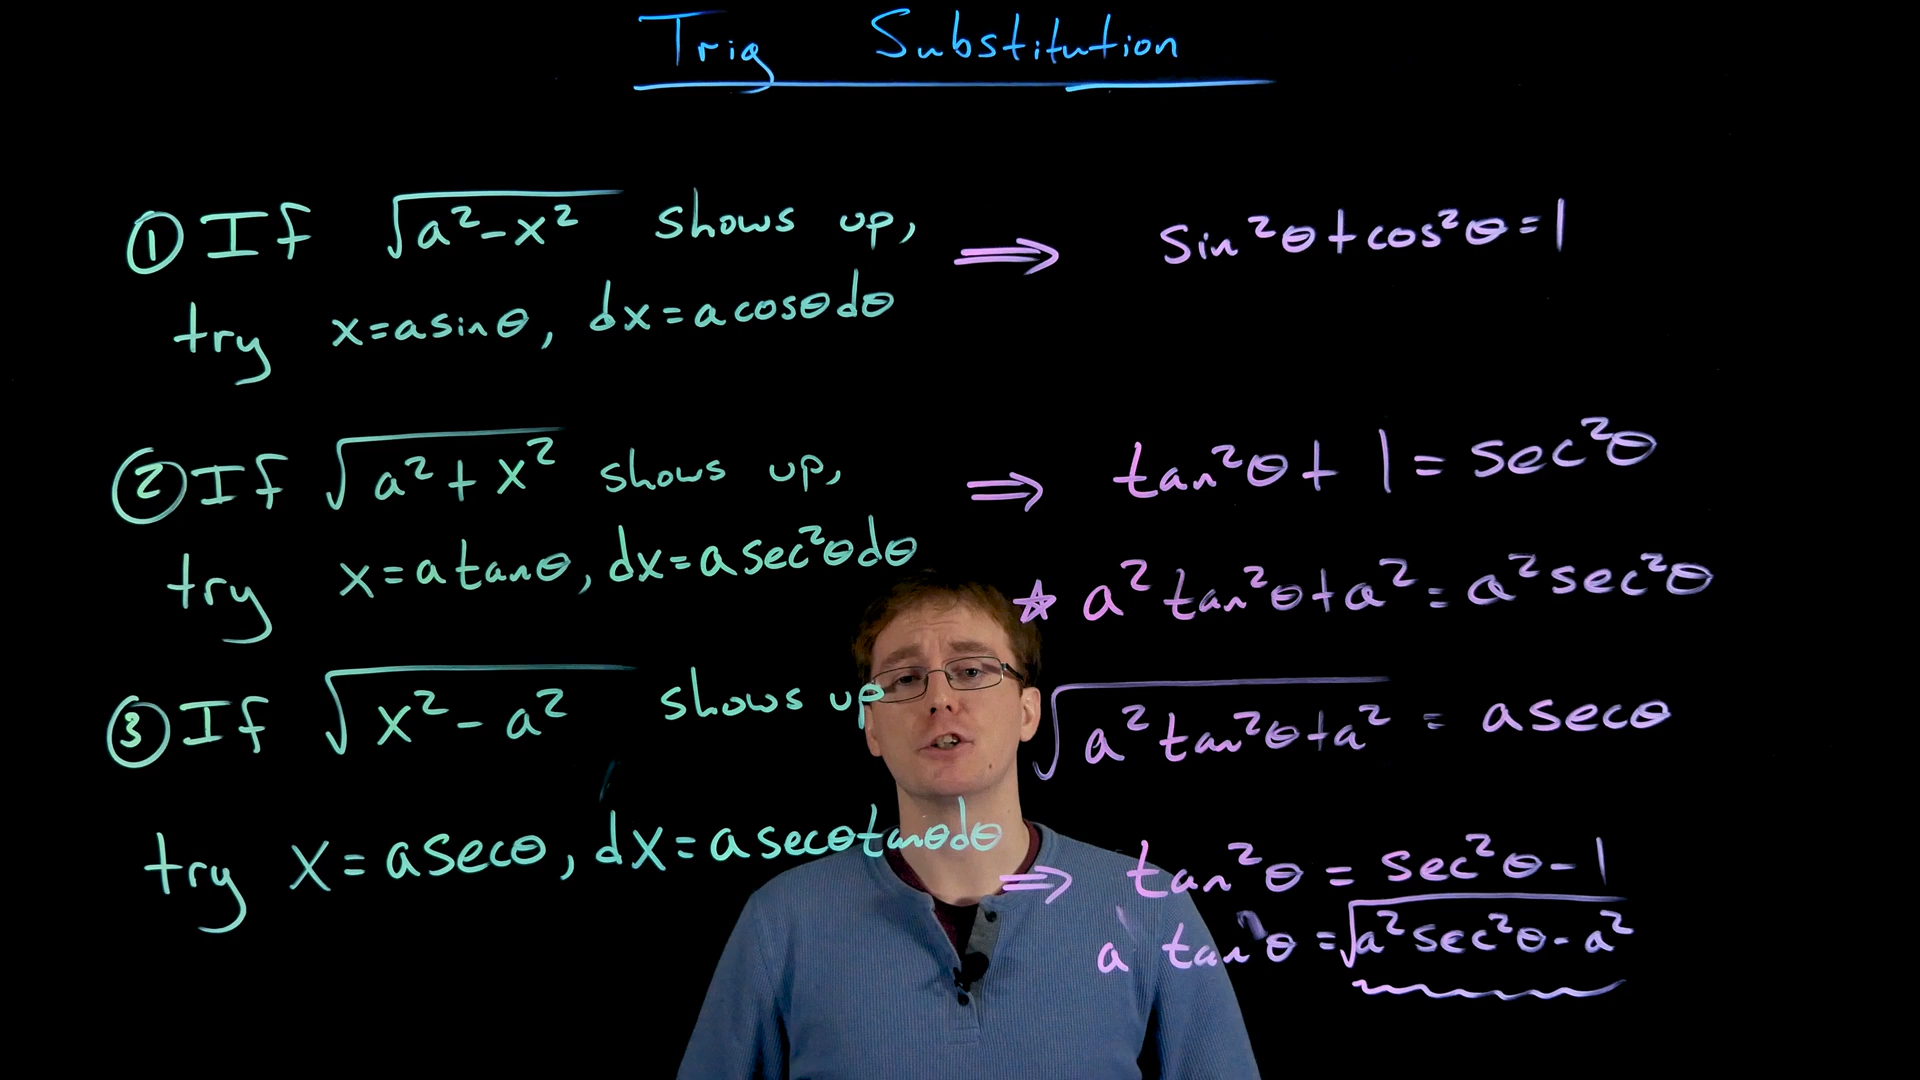 Trig Substitution
① If √(a²-x²) shows up, ⟹ sin²θ+cos²θ=1
try x=asinθ, dx=acosθdθ
② If √(a²+x²) shows up, ⟹ tan²θ+1=sec²θ
try x=atanθ, dx=asec²θdθ
☆ a²tan²θ+a²=a²sec²θ
③ If √(x²-a²) shows up
√(a²tan²θ+a²) = asecθ
try x=asecθ, dx=asecθtanθdθ
⟹ tan²θ = sec²θ-1
a tanθ = √(a²sec²θ-a²)